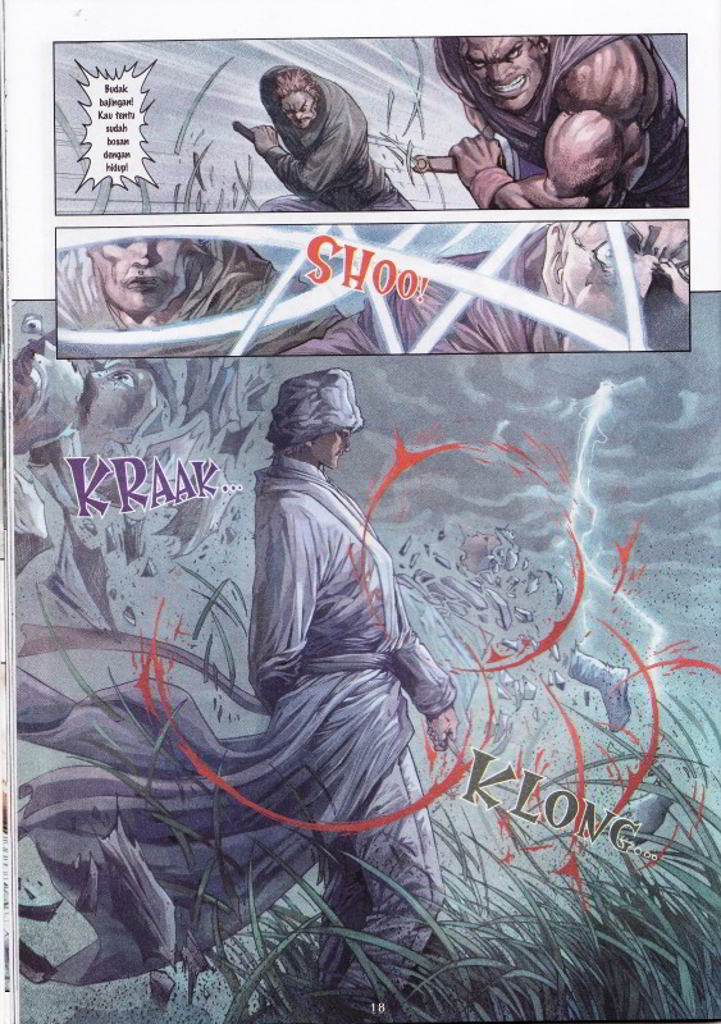 Budak
bajingan!
Kau tentu
sudah
bosan
dengan
hidup!
SHOO!
KRAAK...
KLONG....
18